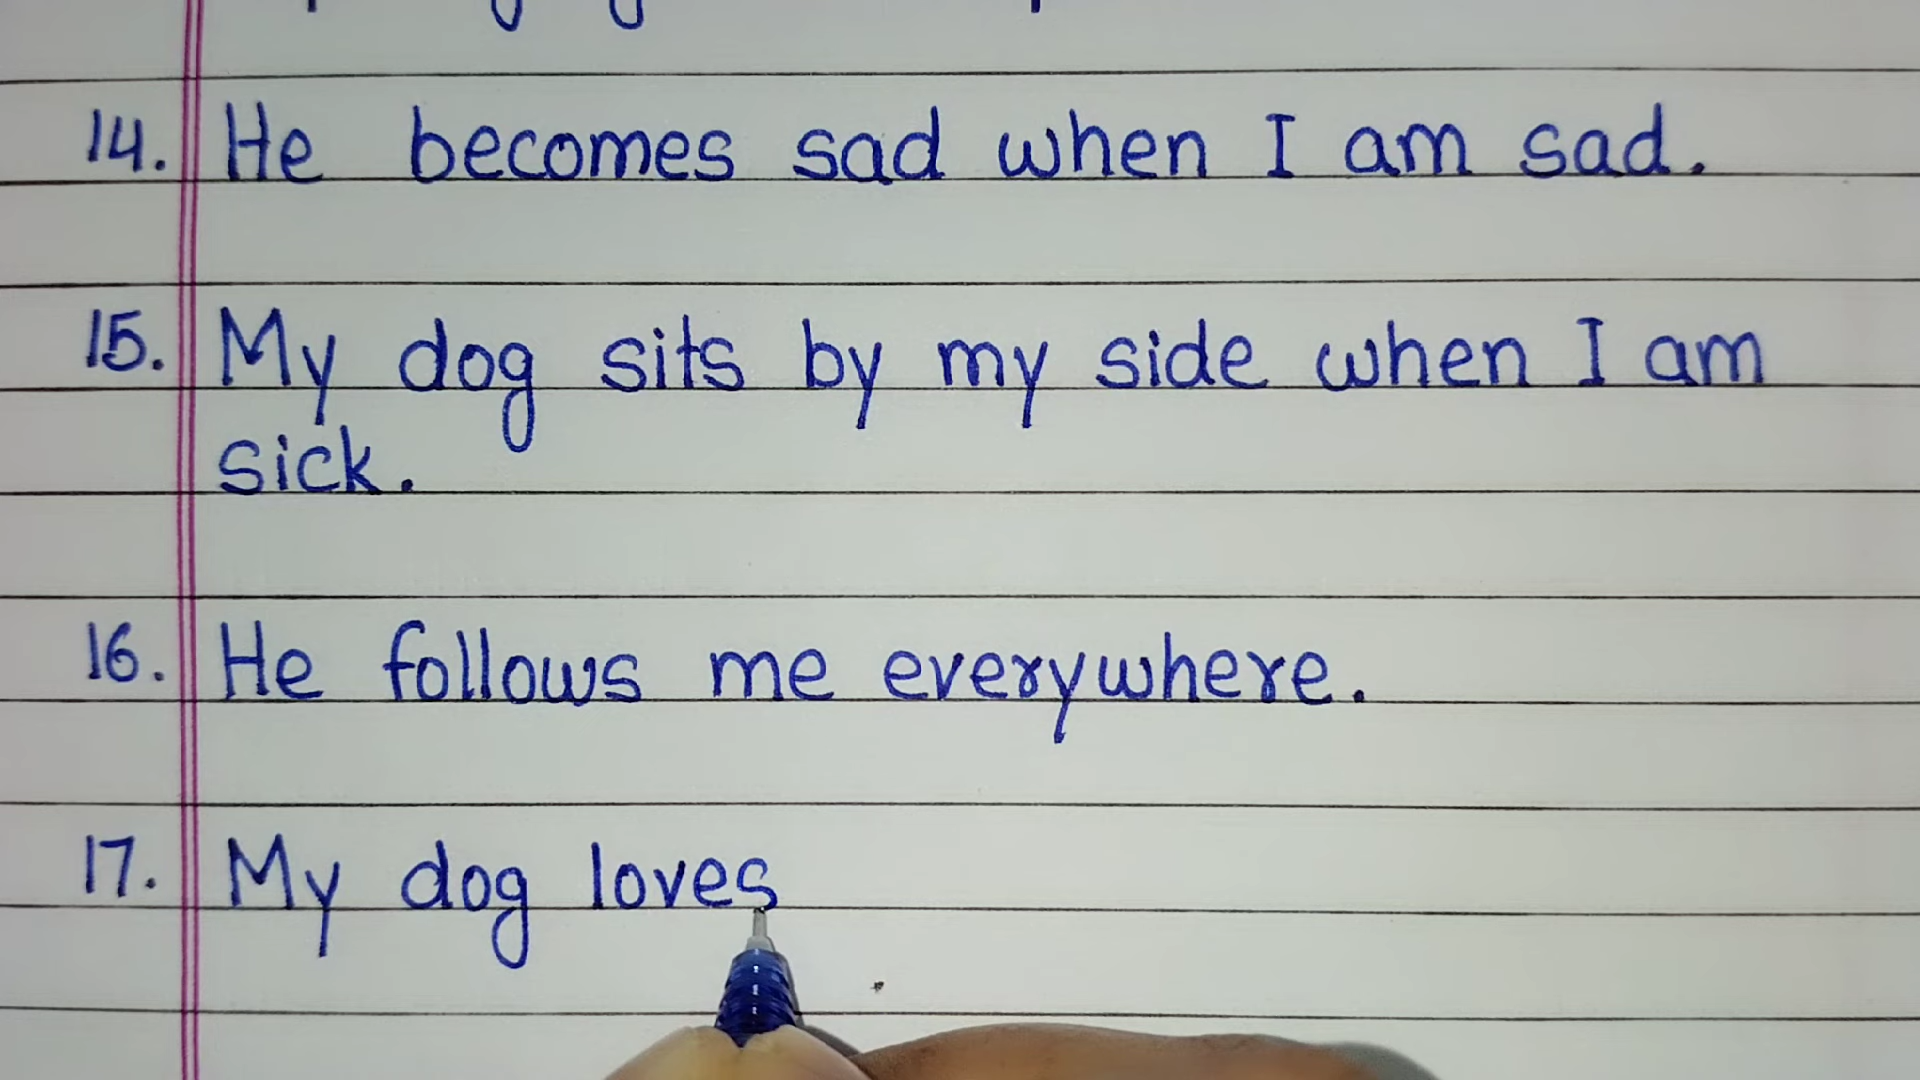 14. He becomes sad when I am sad.
15. My dog sits by my side when I am
sick.
16. He follows me everywhere.
17. My dog loves